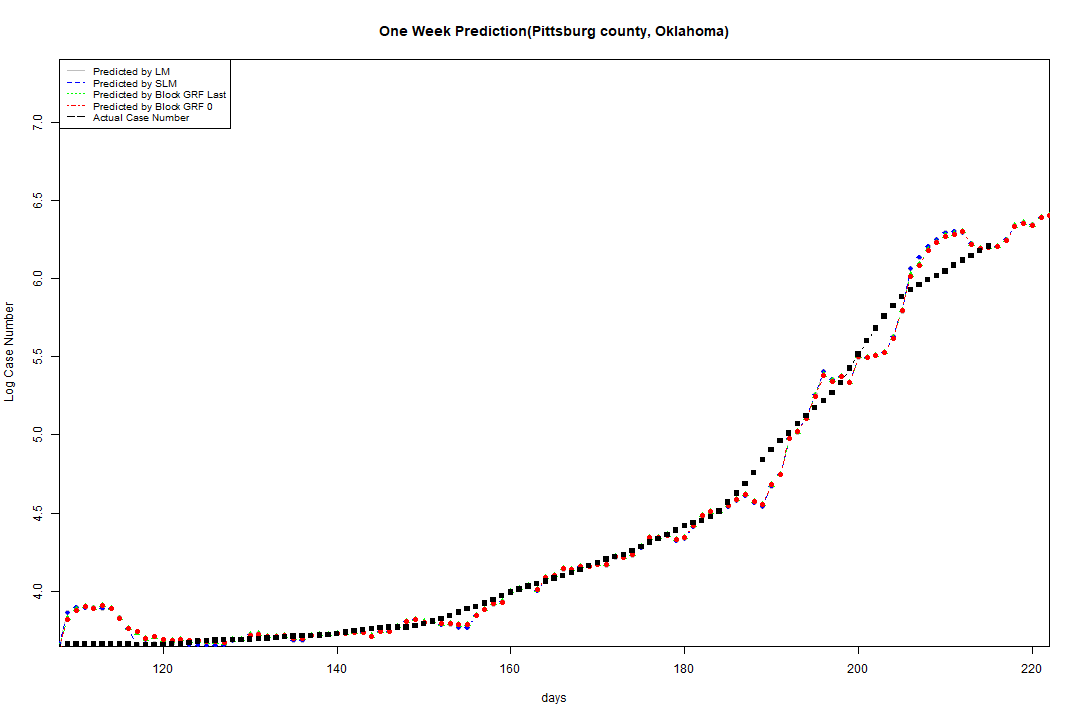 One Week Prediction(Pittsburg county, Oklahoma)
Predicted by LM
Predicted by SLM
Predicted by Block GRF Last
Predicted by Block GRF 0
Actual Case Number
Log Case Number
7.0
6.5
6.0
5.5
5.0
4.5
4.0
120 140 160 180 200 220
days